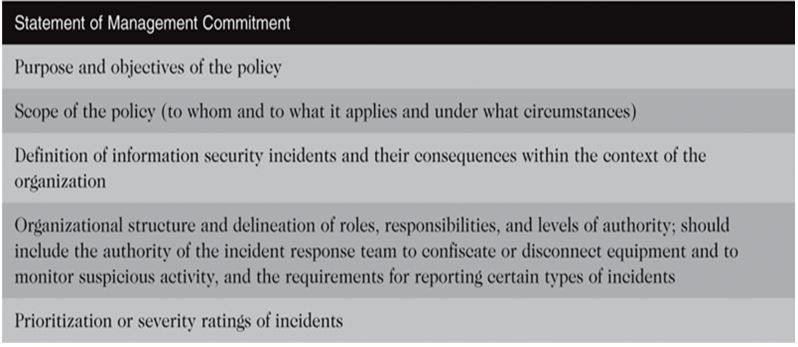 Statement of Management Commitment
Purpose and objectives of the policy
Scope of the policy (to whom and to what it applies and under what circumstances)
Definition of information security incidents and their consequences within the context of the
organization
Organizational structure and delineation of roles, responsibilities, and levels of authority; should
include the authority of the incident response team to confiscate or disconnect equipment and to
monitor suspicious activity, and the requirements for reporting certain types of incidents
Prioritization or severity ratings of incidents